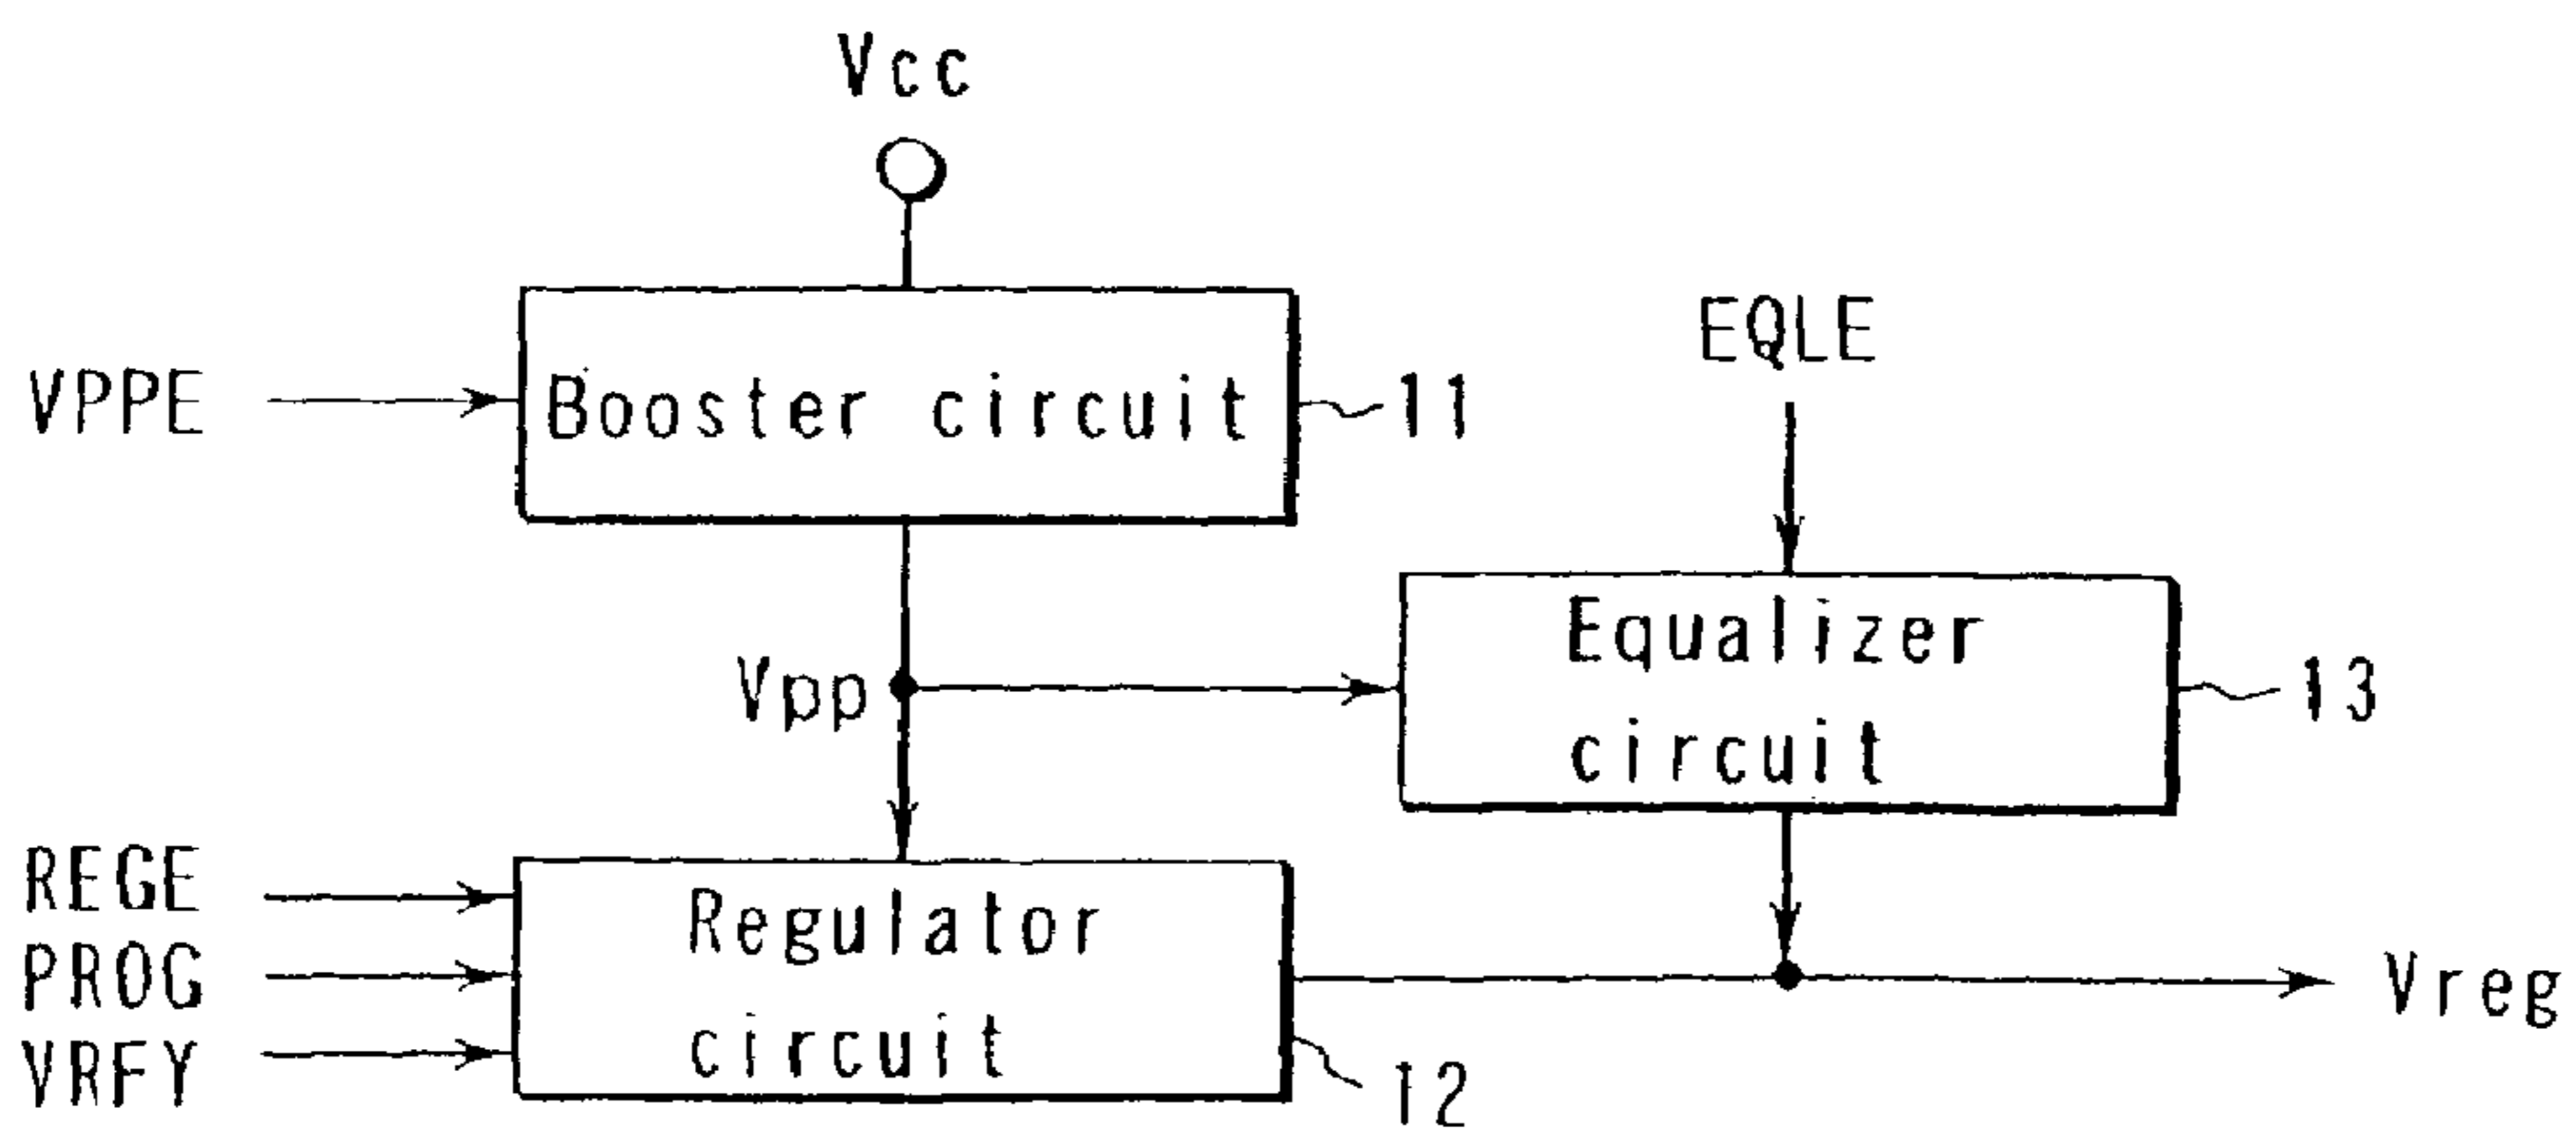 Vcc
EQLE
VPPE
Booster circuit
11
Equalizer
circuit
13
Vpp
REGE
PROG
VRFY
Regulator
circuit
12
Vreg